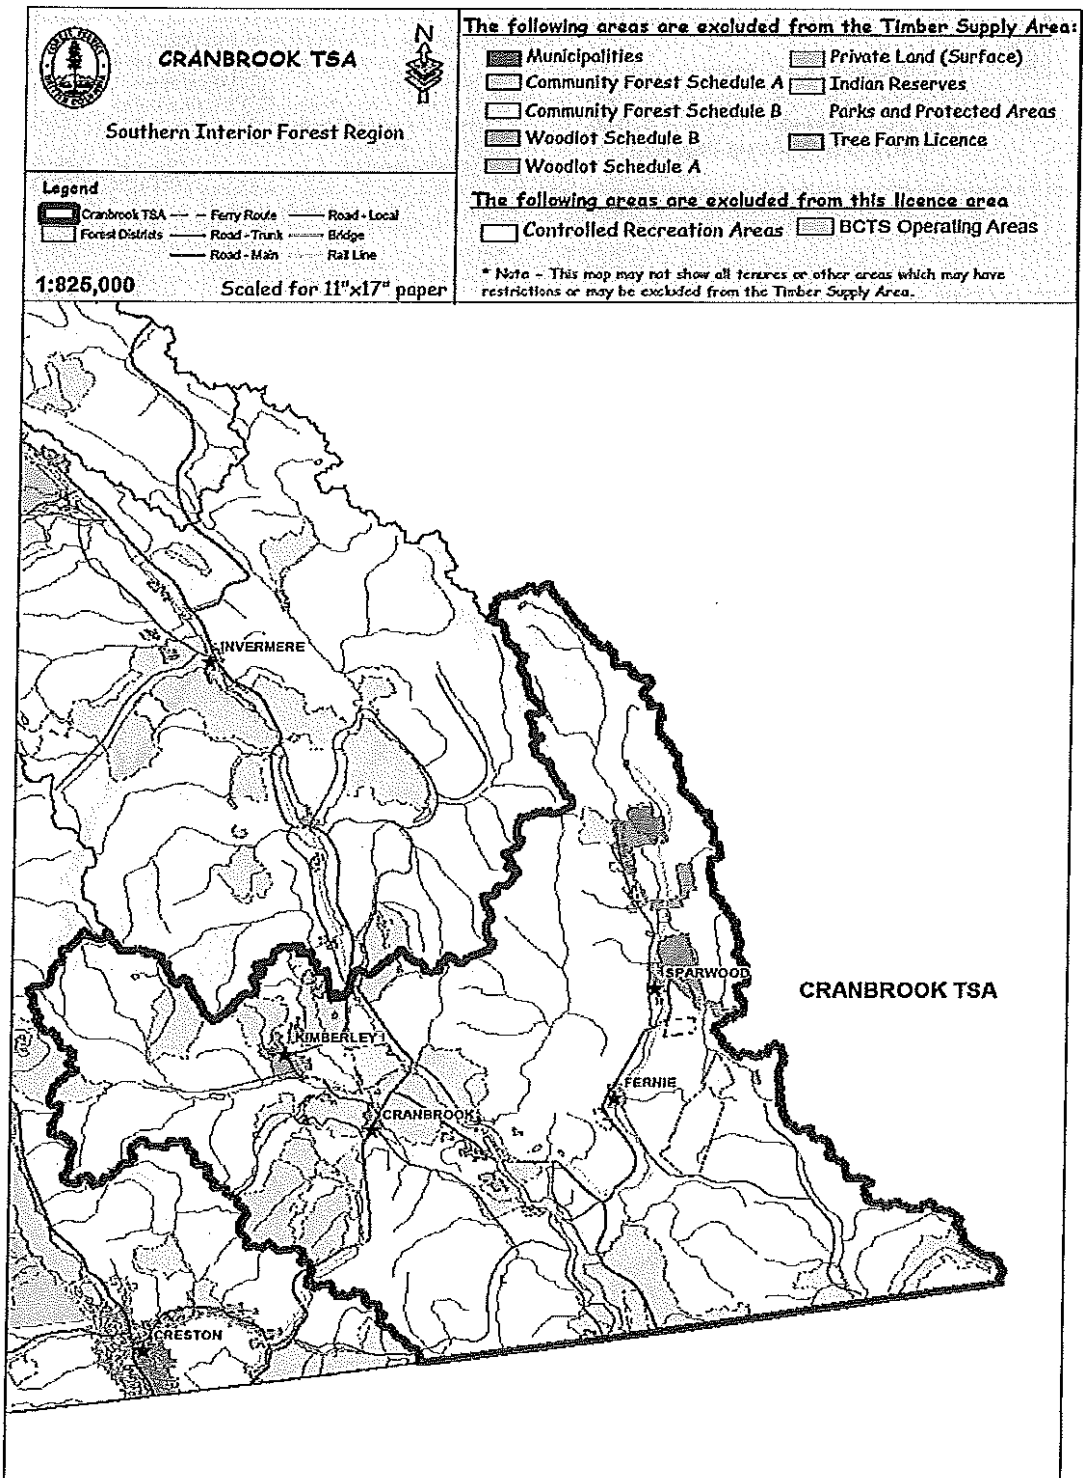 CRANBROOK TSA
N
Southern Interior Forest Region
Legend
Cranbrook TSA
Ferry Route
Road - Local
Forest Districts
Road - Trunk
Bridge
Road - Main
Rail Line
1:825,000
Scaled for 11"x17" paper
The following areas are excluded from the Timber Supply Area:
Municipalities
Private Land (Surface)
Community Forest Schedule A
Indian Reserves
Community Forest Schedule B
Parks and Protected Areas
Woodlot Schedule B
Tree Farm Licence
Woodlot Schedule A
The following areas are excluded from this licence area
Controlled Recreation Areas
BCTS Operating Areas
* Note - This map may not show all tenures or other areas which may have
restrictions or may be excluded from the Timber Supply Area.
INVERMERE
SPARWOOD
CRANBROOK TSA
KIMBERLEY
FERNIE
CRANBROOK
CRESTON